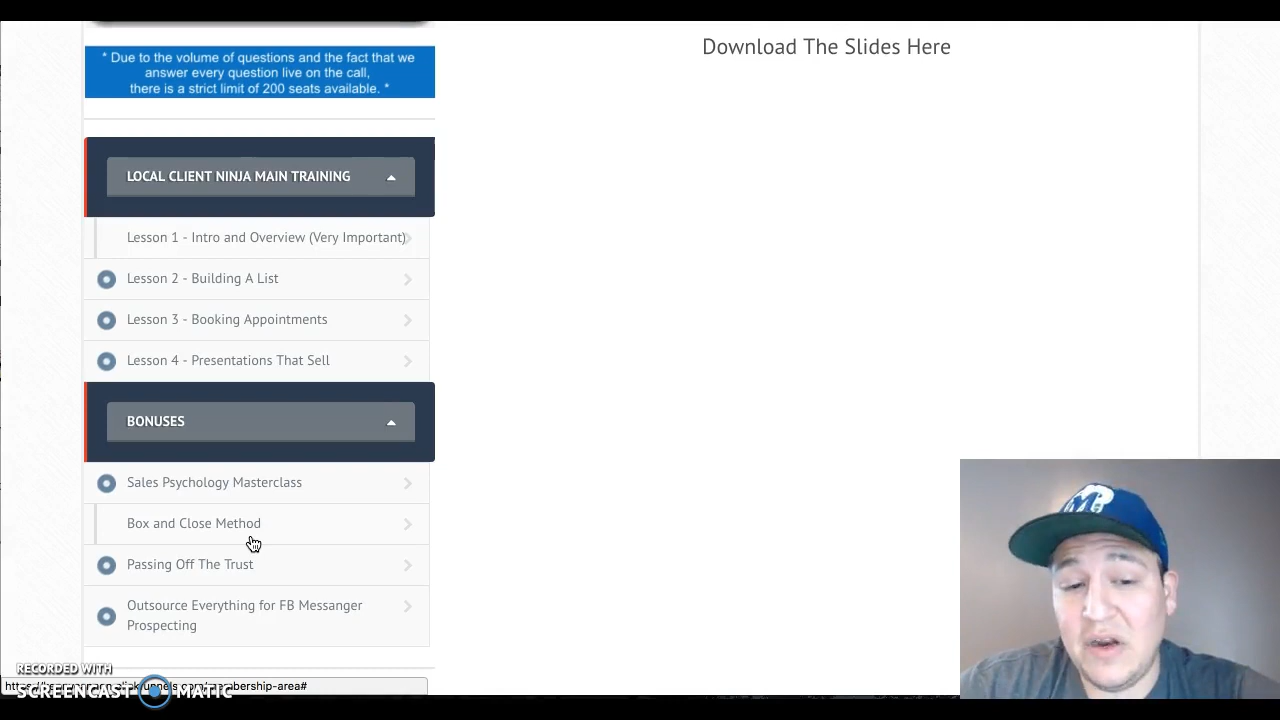 Download The Slides Here
* Due to the volume of questions and the fact that we
answer every question live on the call,
there is a strict limit of 200 seats available. *
LOCAL CLIENT NINJA MAIN TRAINING
Lesson 1 - Intro and Overview (Very Important)
Lesson 2 - Building A List
Lesson 3 - Booking Appointments
Lesson 4 - Presentations That Sell
BONUSES
Sales Psychology Masterclass
Box and Close Method
Passing Off The Trust
Outsource Everything for FB Messanger
Prospecting
RECORDED WITH
SCREENCAST MATIC
M